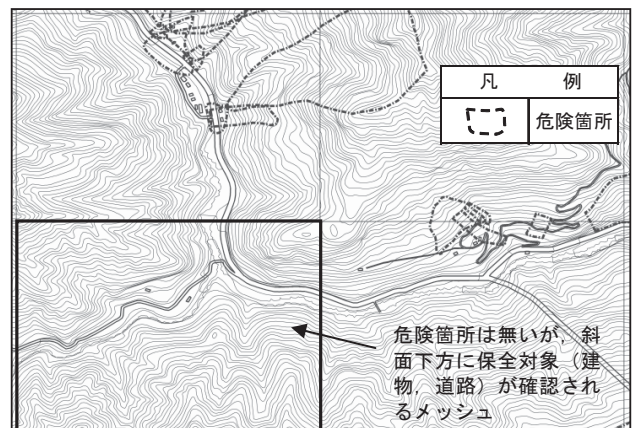 凡　例
危険箇所
危険箇所は無いが，斜
面下方に保全対象（建
物，道路）が確認され
るメッシュ